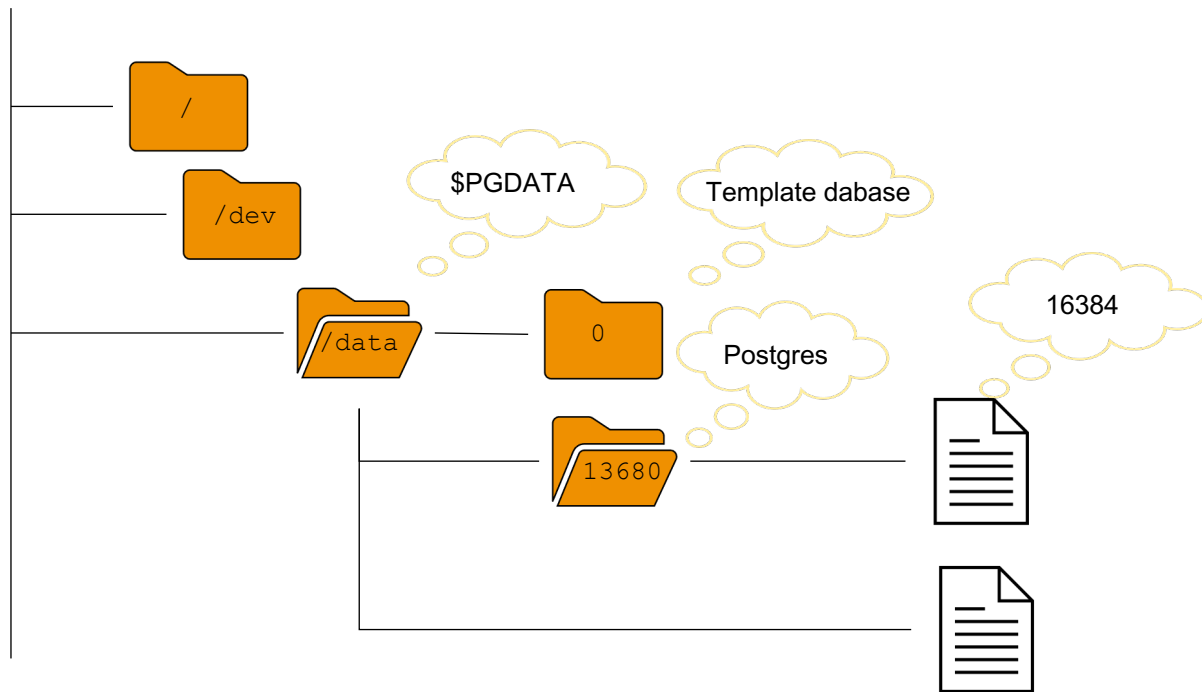 /
/dev
$PGDATA
Template dabase
16384
/data
0
Postgres
13680